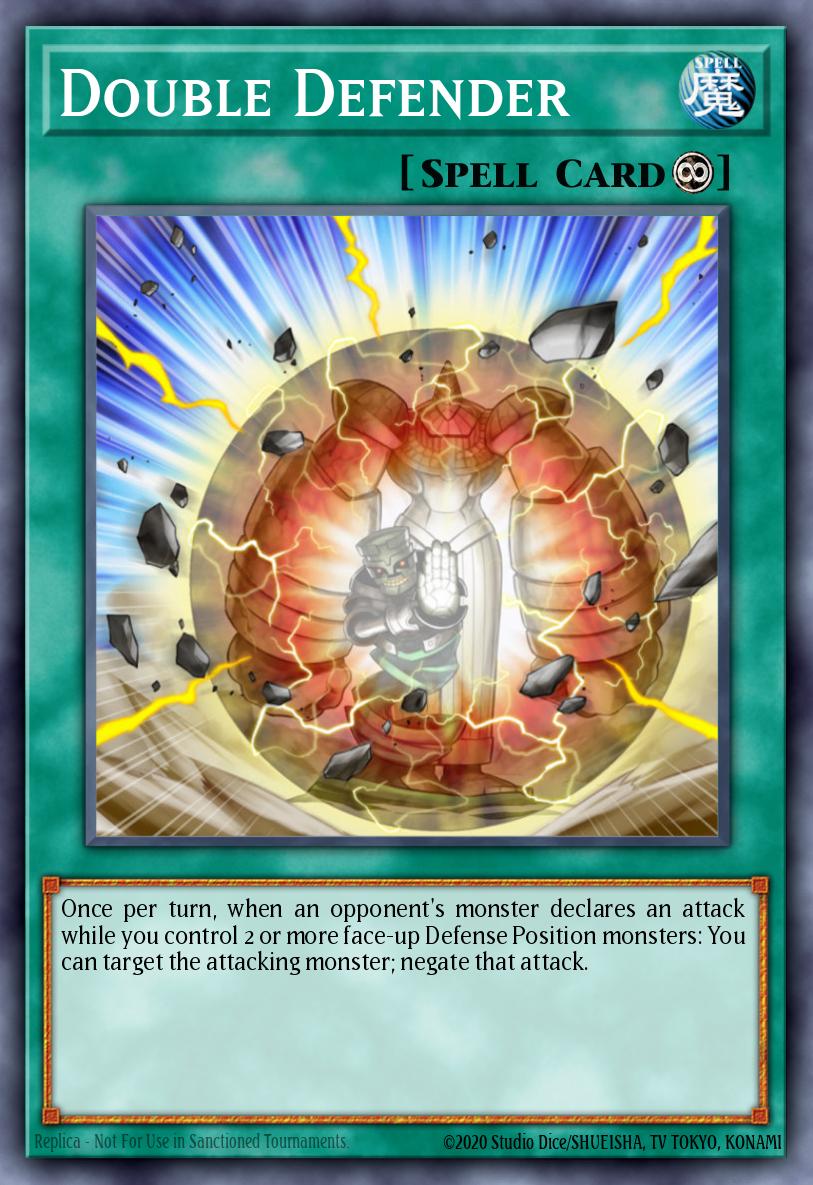 Double Defender
SPELL
魔
[Spell Card]
Once per turn, when an opponent's monster declares an attack
while you control 2 or more face-up Defense Position monsters: You
can target the attacking monster; negate that attack.
Replica - Not For Use in Sanctioned Tournaments.
©2020 Studio Dice/SHUEISHA, TV TOKYO, KONAMI